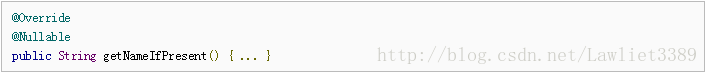 @Override
@Nullable
public String getNameIfPresent() { ... }
http://blog.csdn.net/Lawliet3389